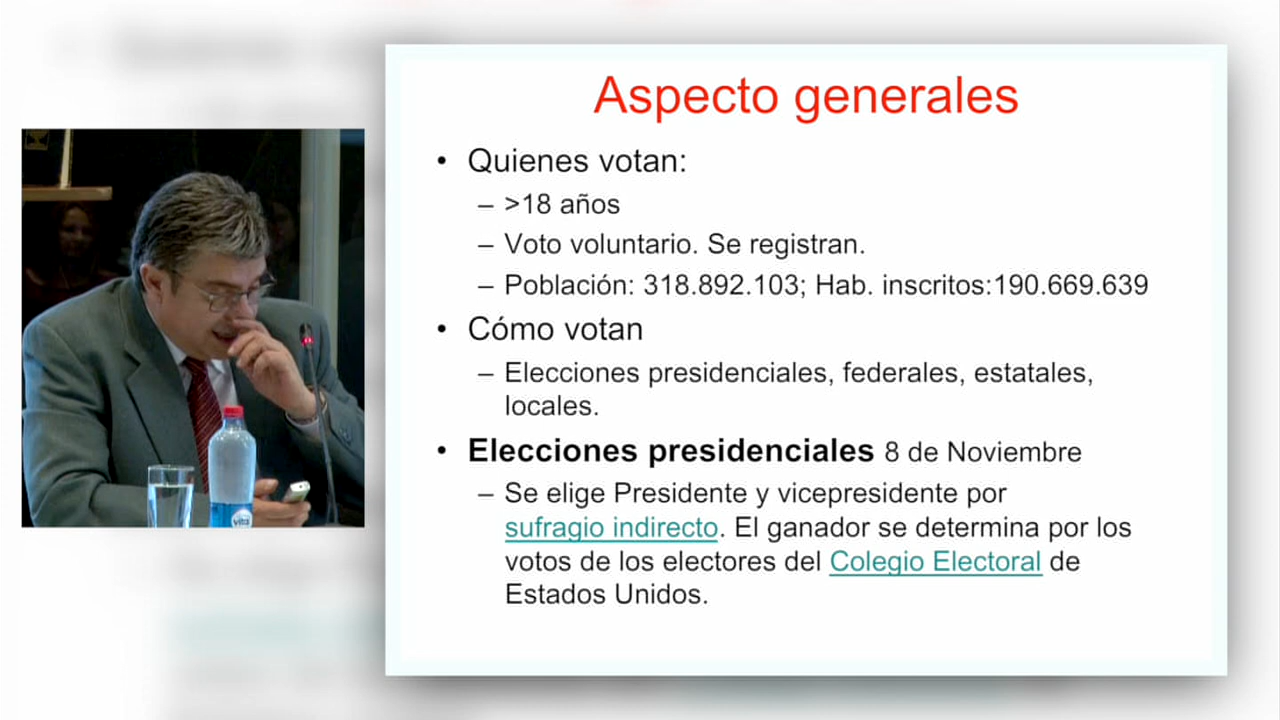 Aspecto generales
• Quienes votan:
– >18 años
– Voto voluntario. Se registran.
– Población: 318.892.103; Hab. inscritos:190.669.639
• Cómo votan
– Elecciones presidenciales, federales, estatales,
locales.
• Elecciones presidenciales 8 de Noviembre
– Se elige Presidente y vicepresidente por
sufragio indirecto. El ganador se determina por los
votos de los electores del Colegio Electoral de
Estados Unidos.
vital